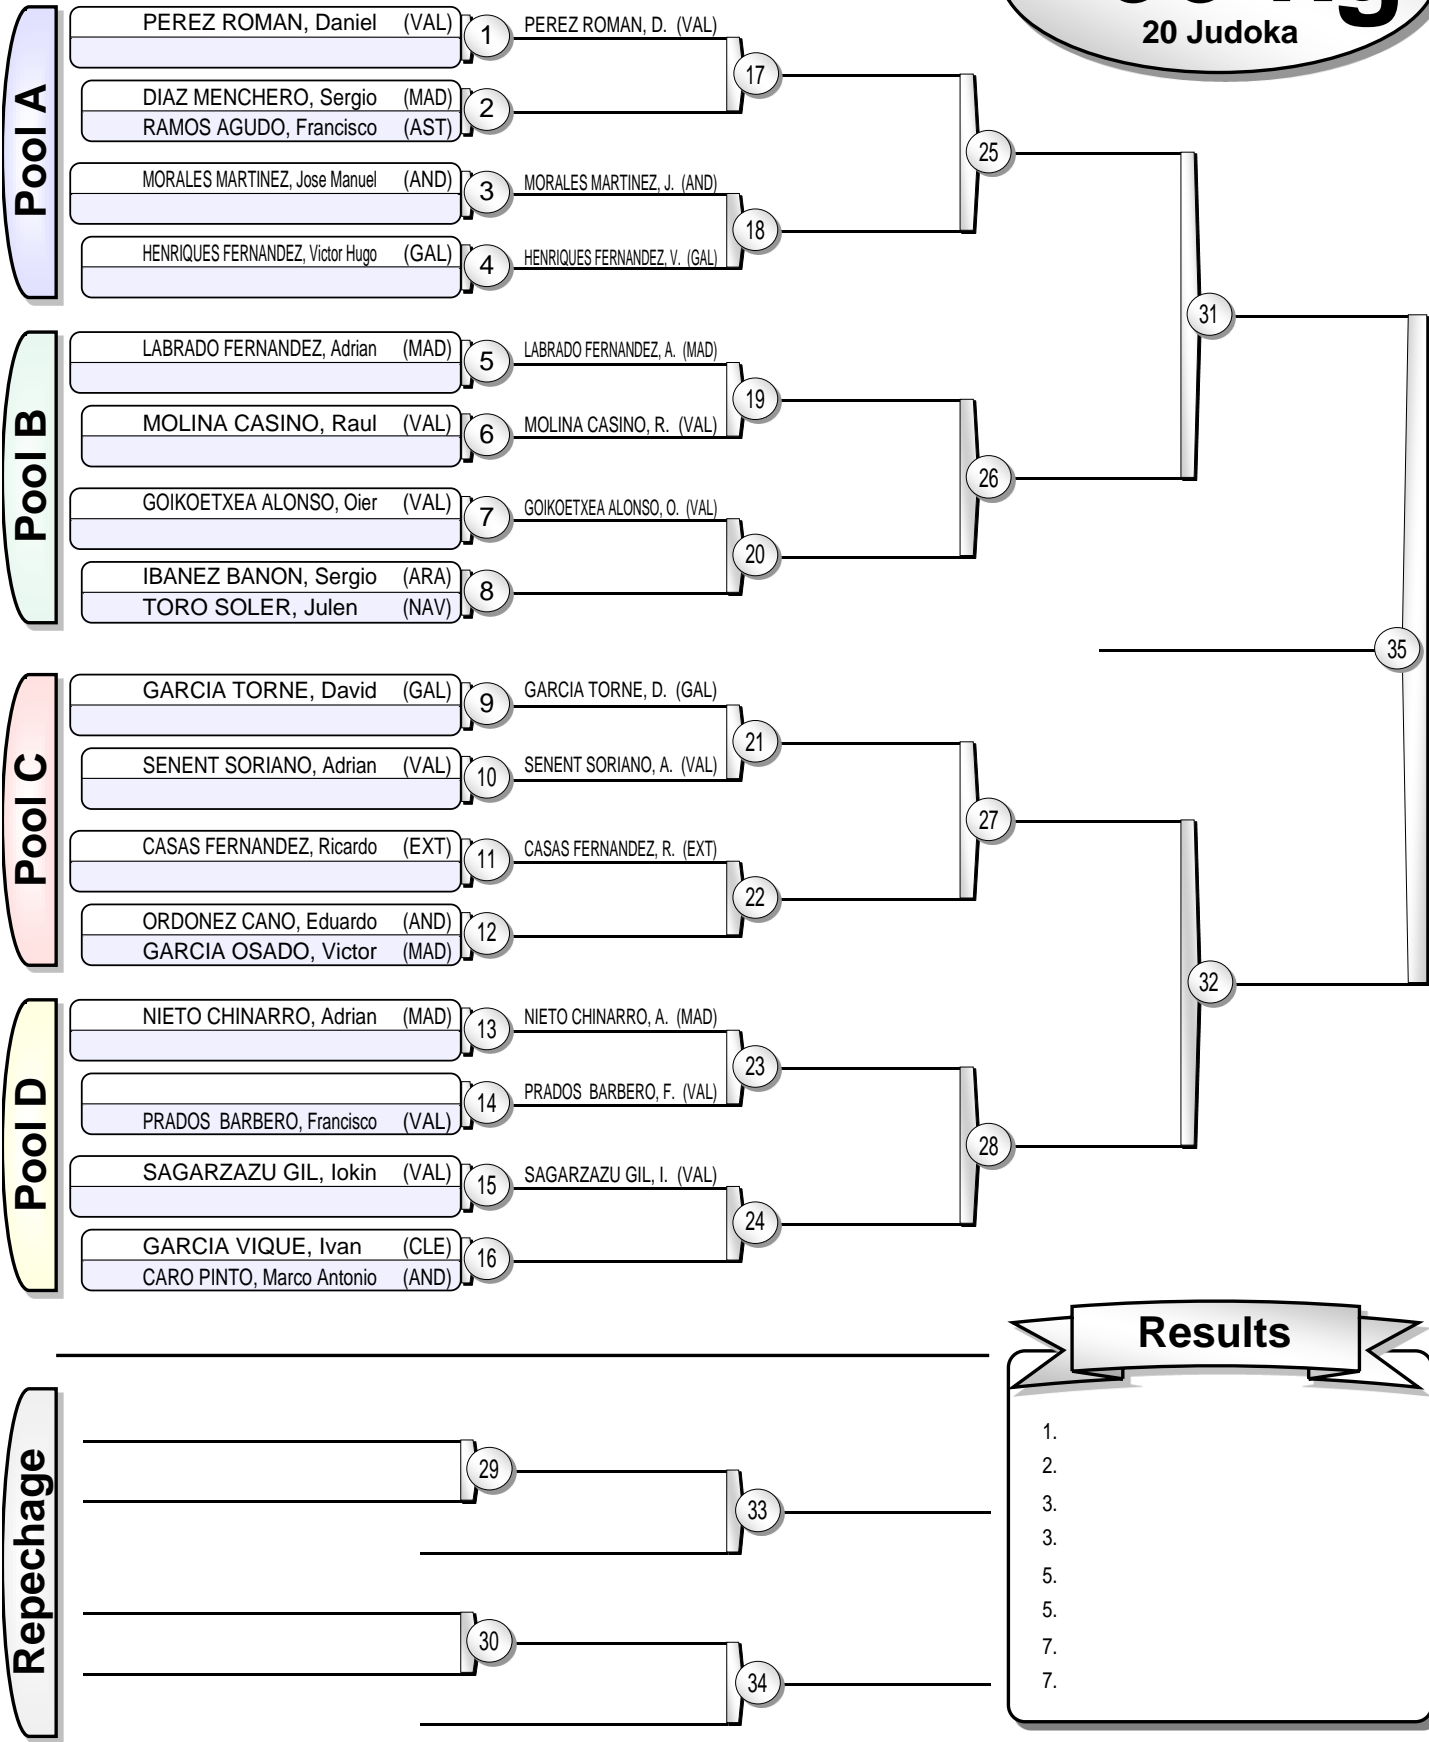 20 Judoka
Pool A
PEREZ ROMAN, Daniel (VAL)
1
PEREZ ROMAN, D. (VAL)
17
DIAZ MENCHERO, Sergio (MAD)
RAMOS AGUDO, Francisco (AST)
2
25
MORALES MARTINEZ, Jose Manuel (AND)
3
MORALES MARTINEZ, J. (AND)
18
HENRIQUES FERNANDEZ, Victor Hugo (GAL)
4
HENRIQUES FERNANDEZ, V. (GAL)
31
Pool B
LABRADO FERNANDEZ, Adrian (MAD)
5
LABRADO FERNANDEZ, A. (MAD)
19
MOLINA CASINO, Raul (VAL)
6
MOLINA CASINO, R. (VAL)
26
GOIKOETXEA ALONSO, Oier (VAL)
7
GOIKOETXEA ALONSO, O. (VAL)
20
IBANEZ BANON, Sergio (ARA)
TORO SOLER, Julen (NAV)
8
35
Pool C
GARCIA TORNE, David (GAL)
9
GARCIA TORNE, D. (GAL)
21
SENENT SORIANO, Adrian (VAL)
10
SENENT SORIANO, A. (VAL)
27
CASAS FERNANDEZ, Ricardo (EXT)
11
CASAS FERNANDEZ, R. (EXT)
22
ORDONEZ CANO, Eduardo (AND)
GARCIA OSADO, Victor (MAD)
12
32
Pool D
NIETO CHINARRO, Adrian (MAD)
13
NIETO CHINARRO, A. (MAD)
23
PRADOS BARBERO, Francisco (VAL)
14
PRADOS BARBERO, F. (VAL)
28
SAGARZAZU GIL, Iokin (VAL)
15
SAGARZAZU GIL, I. (VAL)
24
GARCIA VIQUE, Ivan (CLE)
CARO PINTO, Marco Antonio (AND)
16
Repechage
29
33
30
34
Results
1.
2.
3.
3.
5.
5.
7.
7.